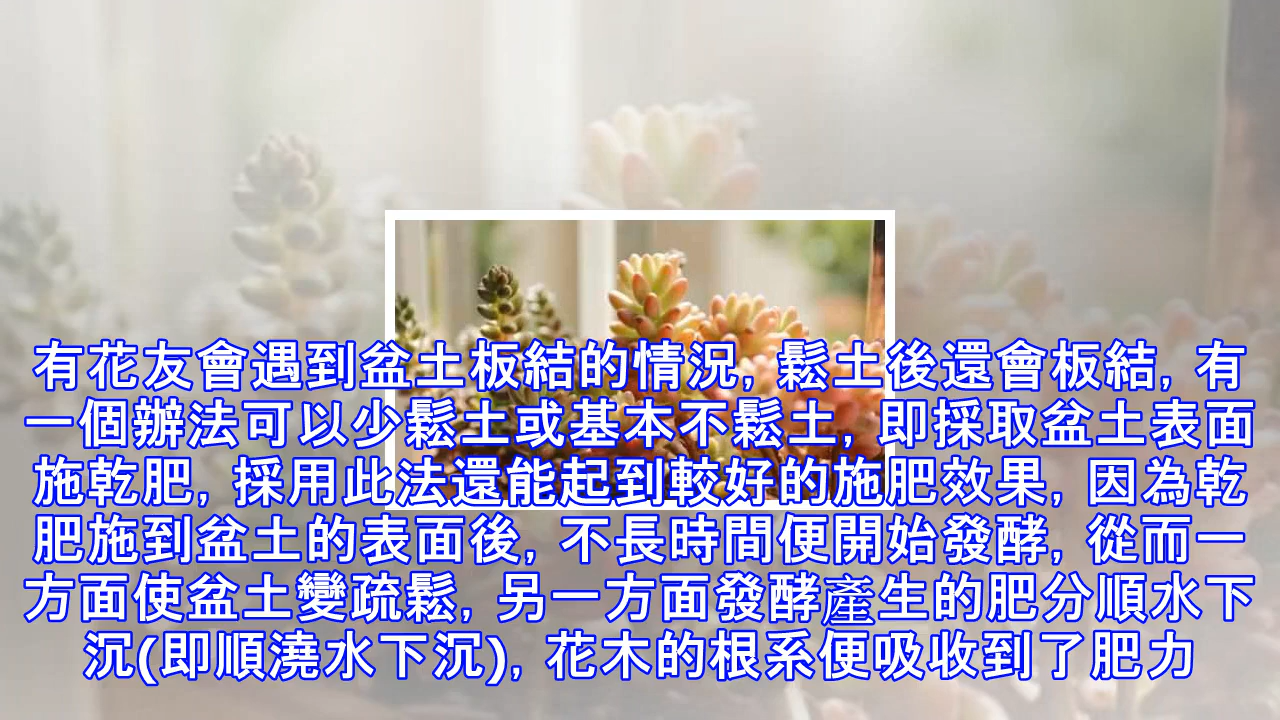 有花友會遇到盆土板結的情況, 鬆土後還會板結, 有
一個辦法可以少鬆土或基本不鬆土, 即採取盆土表面
施乾肥, 採用此法還能起到較好的施肥效果, 因為乾
肥施到盆土的表面後, 不長時間便開始發酵, 從而一
方面使盆土變疏鬆, 另一方面發酵產生的肥分順水下
沉(即順澆水下沉), 花木的根系便吸收到了肥力